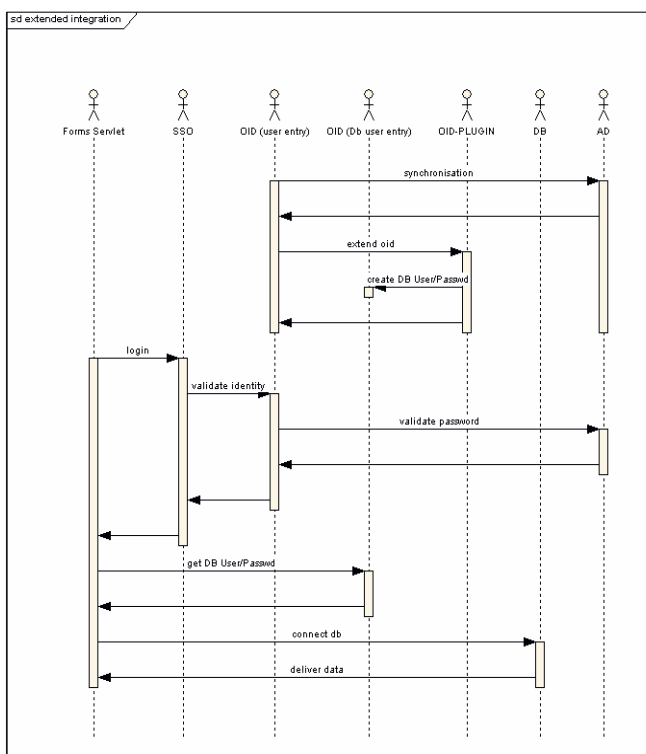 sd extended integration
Forms Servlet
SSO
OID (user entry)
OID (Db user entry)
OID-PLUGIN
DB
AD
synchronisation
extend oid
create DB User/Passwd
login
validate identity
validate password
get DB User/Passwd
connect db
deliver data